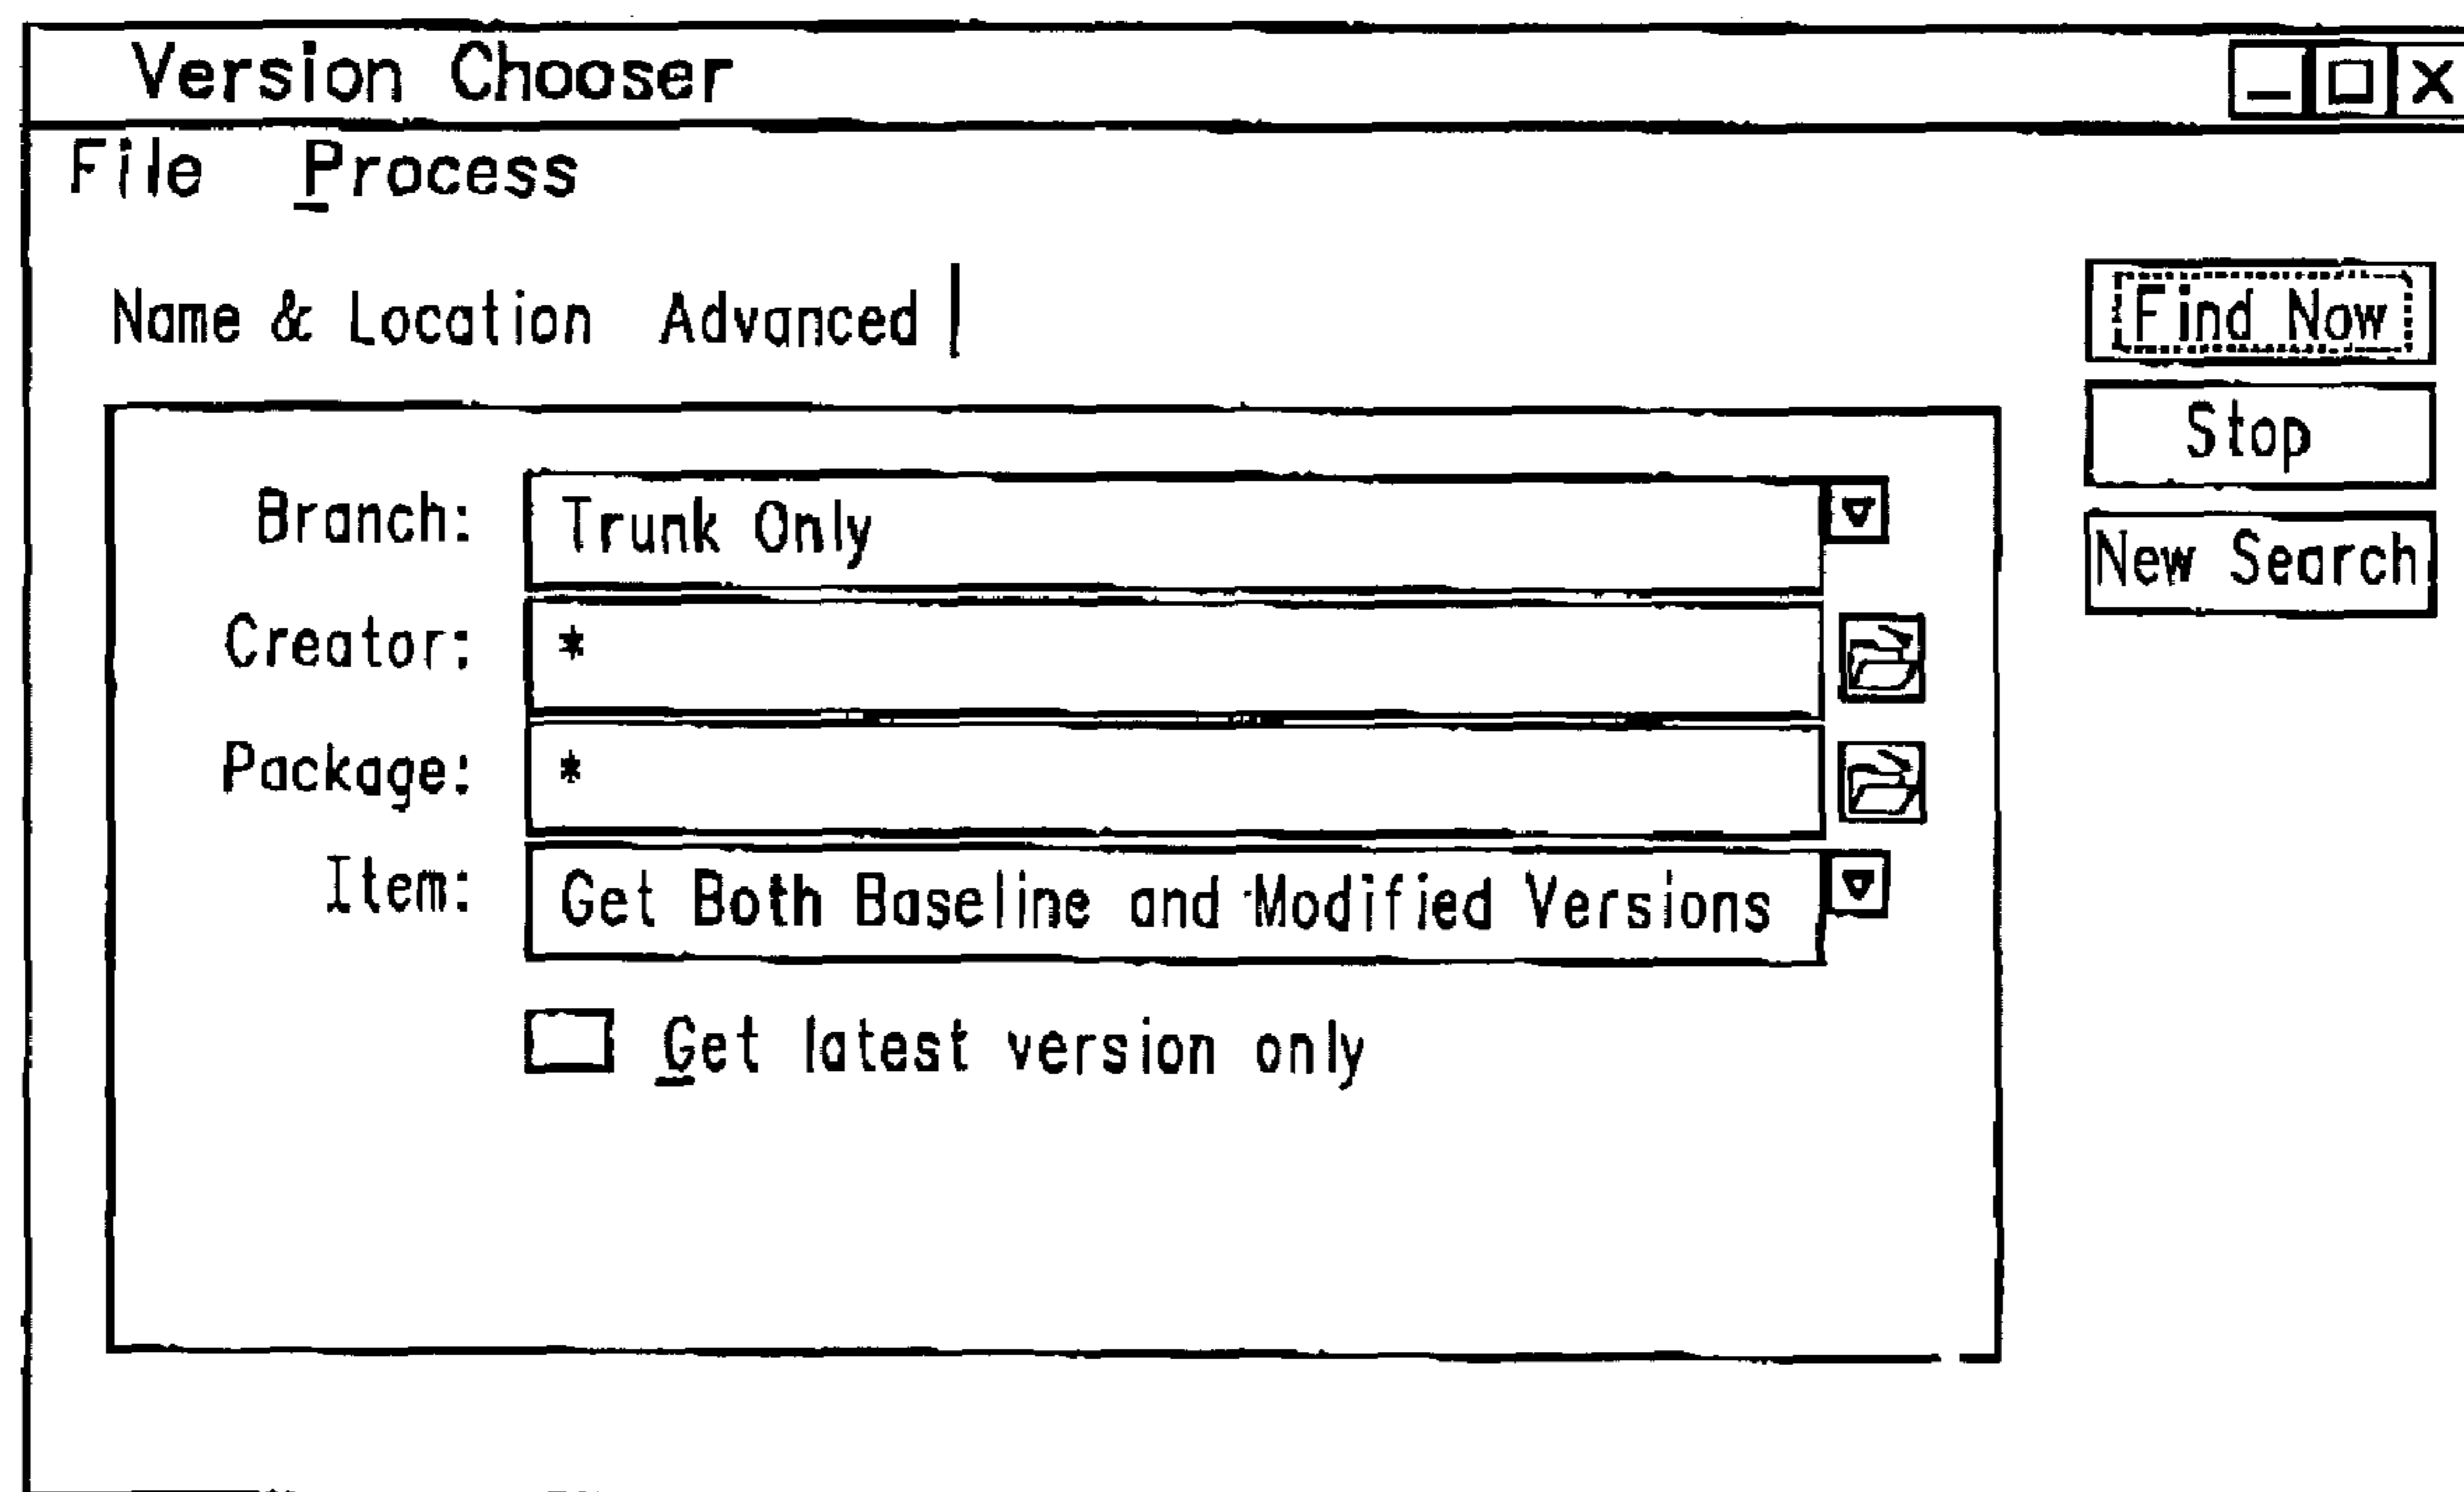 Version Chooser
File Process
Name & Location Advanced
Find Now
Stop
New Search
Branch: Trunk Only
Creator: *
Package: *
Item: Get Both Baseline and Modified Versions
Get latest version only